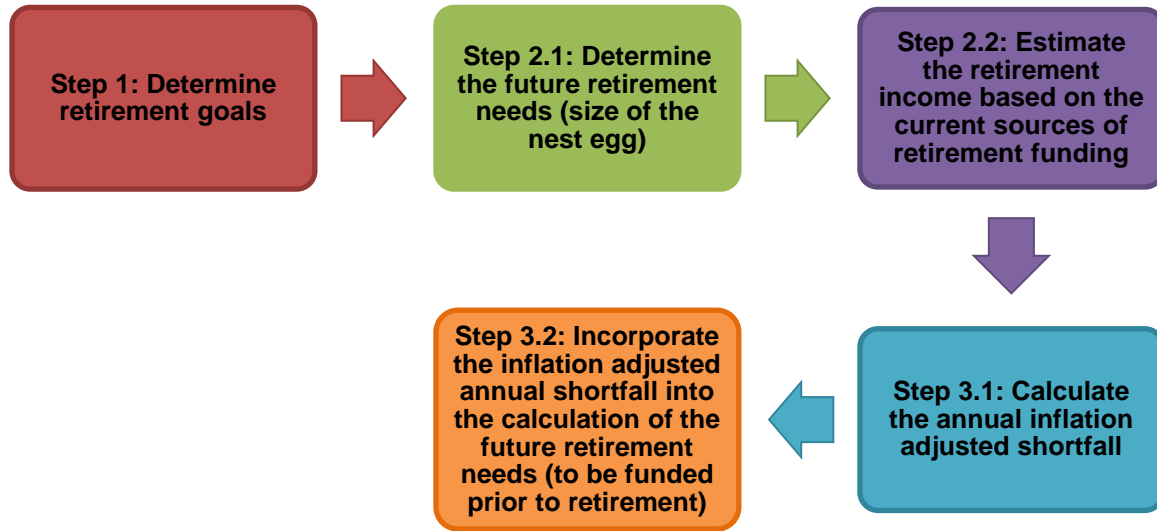 Step 1: Determine
retirement goals
Step 2.1: Determine
the future retirement
needs (size of the
nest egg)
Step 2.2: Estimate
the retirement
income based on the
current sources of
retirement funding
Step 3.1: Calculate
the annual inflation
adjusted shortfall
Step 3.2: Incorporate
the inflation adjusted
annual shortfall into
the calculation of the
future retirement
needs (to be funded
prior to retirement)